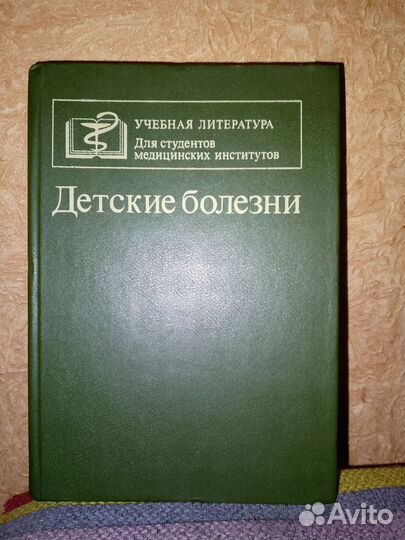 УЧЕБНАЯ ЛИТЕРАТУРА
Для студентов
медицинских институтов
Детские болезни
Avito